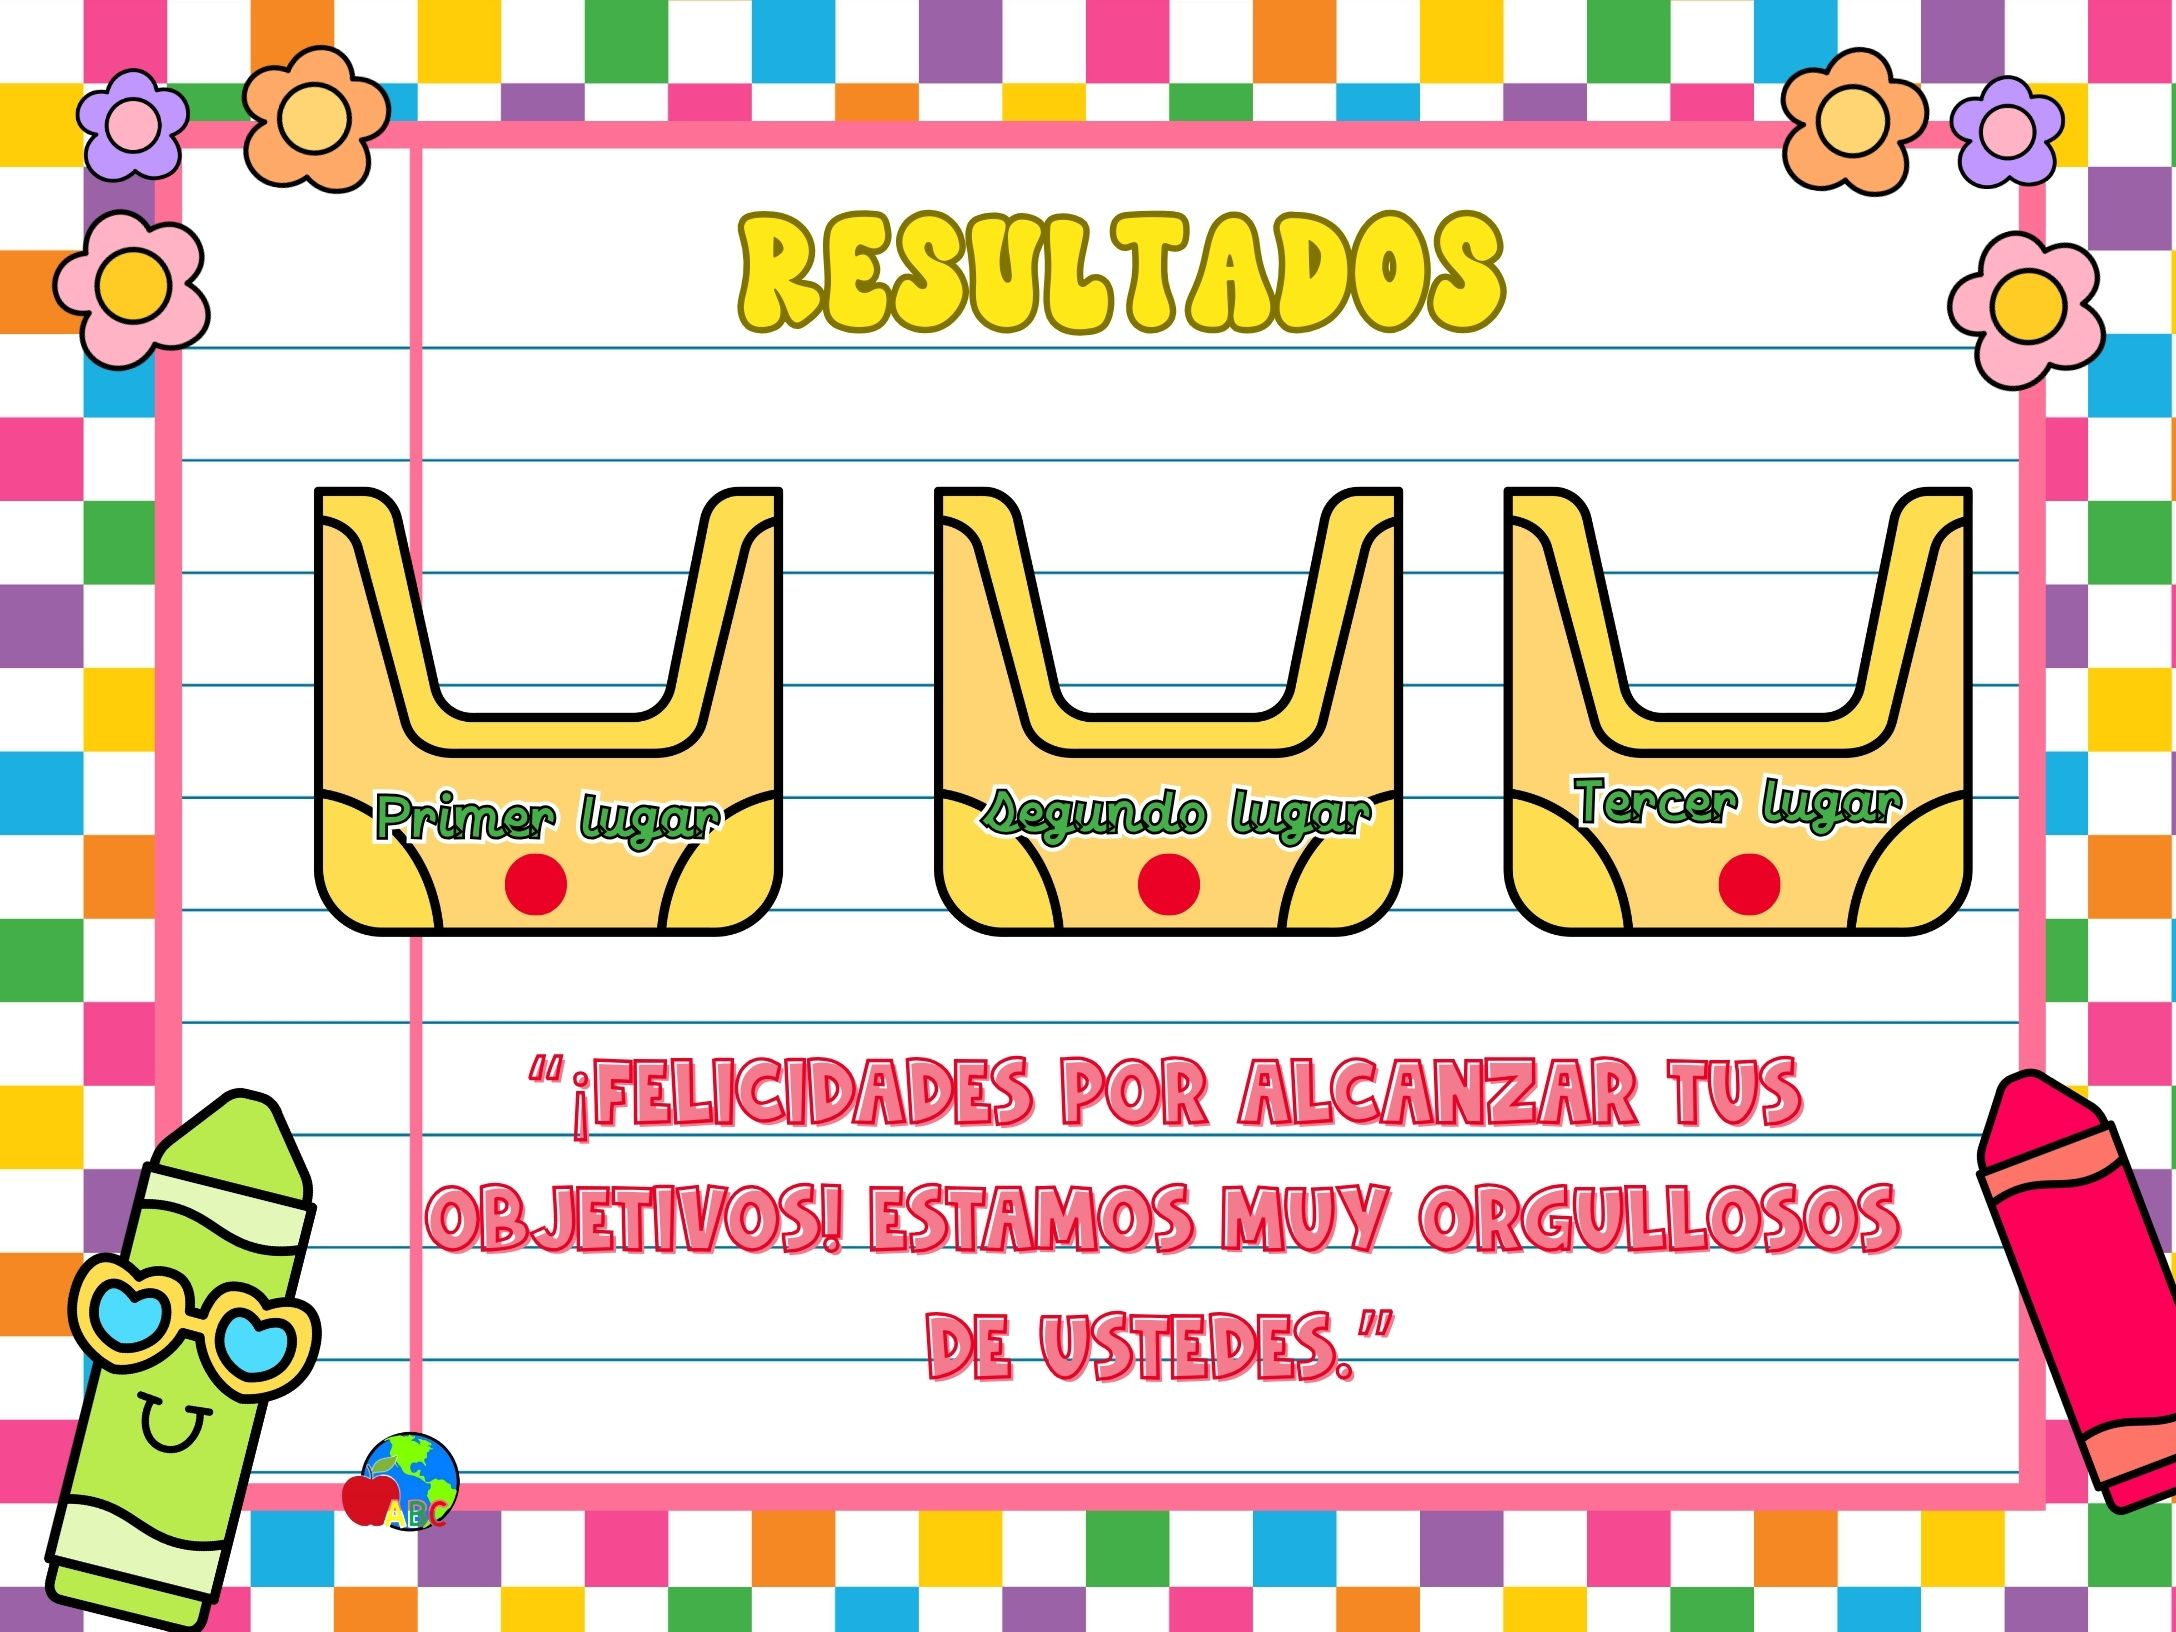 RESULTADOS
Primer lugar
Segundo lugar
Tercer lugar
“¡FELICIDADES POR ALCANZAR TUS
OBJETIVOS! ESTAMOS MUY ORGULLOSOS
DE USTEDES.”
ABC